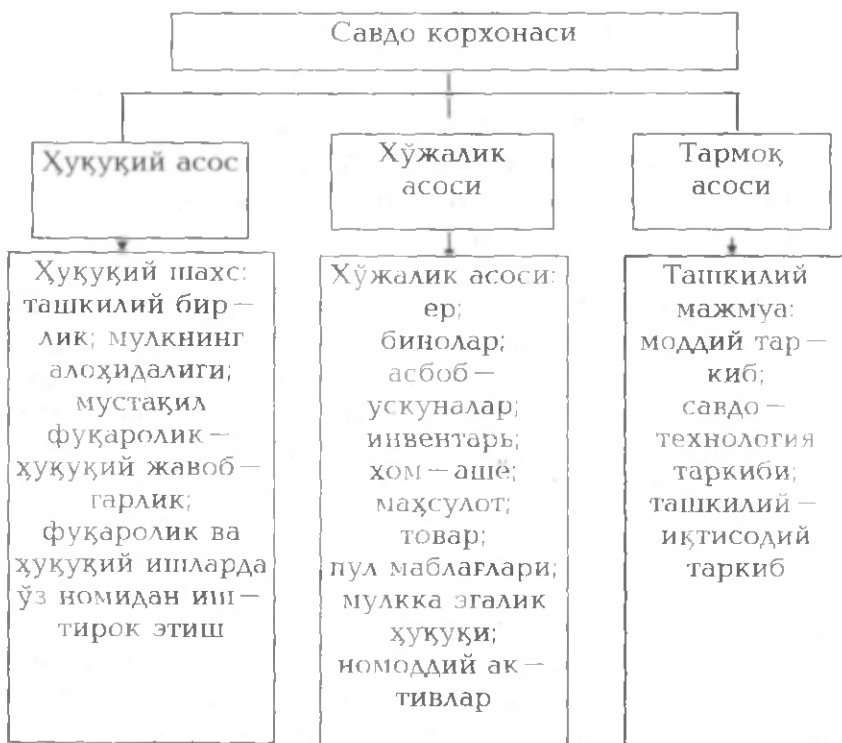 Савдо корхонаси
Ҳуқуқий асос
Хўжалик
асоси
Тармоқ
асоси
Ҳуқуқий шахс:
ташкилий бир—
лик; мулкнинг
алоҳидалиги;
мустақил
фуқаролик—
ҳуқуқий жавоб—
гарлик;
фуқаролик ва
ҳуқуқий ишларда
ўз номидан иш—
тирок этиш
Хўжалик асоси:
ер;
бинолар;
асбоб—
ускуналар;
инвентарь;
хом—ашё;
маҳсулот;
товар;
пул маблағлари;
мулкка эгалик
ҳуқуқи;
номоддий ак—
тивлар
Ташкилий
мажмуа:
моддий тар—
киб;
савдо—
технология
таркиби;
ташкилий—
иқтисодий
таркиб